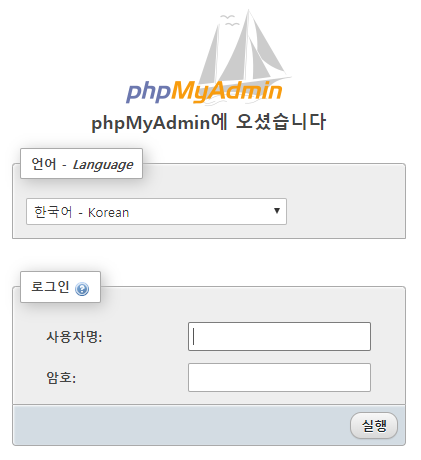 phpMyAdmin
phpMyAdmin에 오셨습니다
언어 - Language
한국어 - Korean
로그인
사용자명:
암호:
실행